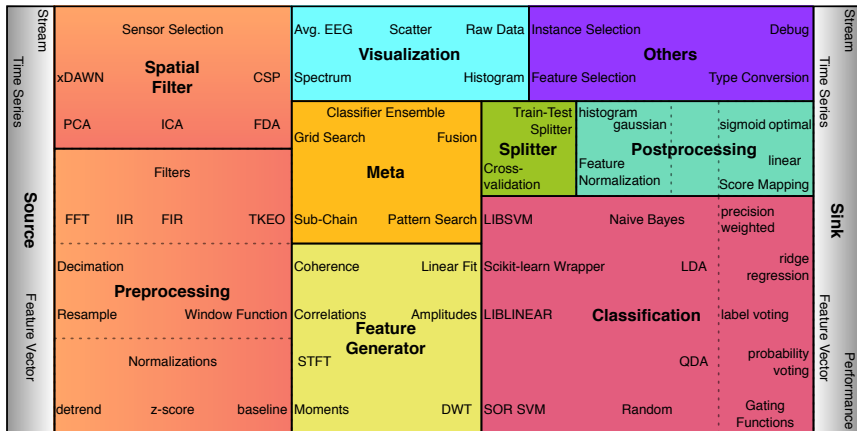 Stream
Time Series
Source
Feature Vector
Sensor Selection
xDAWN
Spatial
Filter
CSP
PCA
ICA
FDA
Filters
FFT
IIR
FIR
TKEO
Decimation
Preprocessing
Resample
Window Function
Normalizations
detrend
z-score
baseline
Avg. EEG
Scatter
Raw Data
Visualization
Spectrum
Histogram
Instance Selection
Debug
Others
Feature Selection
Type Conversion
Classifier Ensemble
Grid Search
Fusion
Meta
Sub-Chain
Pattern Search
Train-Test
Splitter
Splitter
Cross-
validation
histogram
gaussian
sigmoid
optimal
Postprocessing
Feature
Normalization
linear
Score Mapping
Coherence
Linear Fit
Correlations
Amplitudes
Feature
Generator
STFT
Moments
DWT
LIBSVM
Naive Bayes
precision
weighted
Scikit-learn Wrapper
LDA
ridge
regression
LIBLINEAR
Classification
label voting
QDA
probability
voting
SOR SVM
Random
Gating
Functions
Stream
Time Series
Sink
Feature Vector
Performance